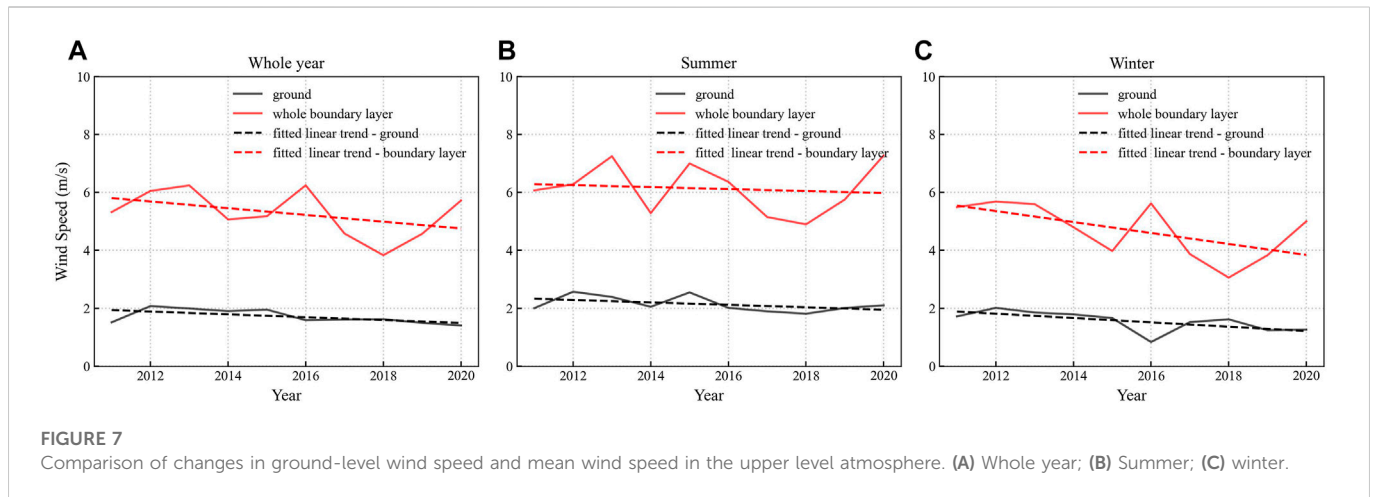 A
Whole year
ground
whole boundary layer
fitted linear trend - ground
fitted  linear trend - boundary layer
Wind Speed (m/s)
10
8
6
4
2
0
2012 2014 2016 2018 2020
Year
B
Summer
ground
whole boundary layer
fitted linear trend - ground
fitted  linear trend - boundary layer
10
8
6
4
2
0
2012 2014 2016 2018 2020
Year
C
Winter
ground
whole boundary layer
fitted linear trend - ground
fitted  linear trend - boundary layer
10
8
6
4
2
0
2012 2014 2016 2018 2020
Year
FIGURE 7
Comparison of changes in ground-level wind speed and mean wind speed in the upper level atmosphere. (A) Whole year; (B) Summer; (C) winter.